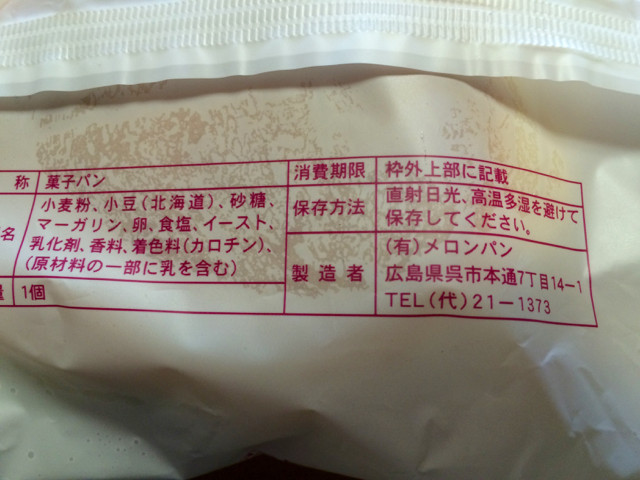 称 菓子パン
名 小麦粉、小豆(北海道)、砂糖、
マーガリン、卵、食塩、イースト、
乳化剤、香料、着色料(カロチン)、
(原材料の一部に乳を含む)
量 1個
消費期限 枠外上部に記載
保存方法 直射日光、高温多湿を避けて
保存してください。
製造者 (有)メロンパン
広島県呉市本通7丁目14-1
TEL(代)21-1373